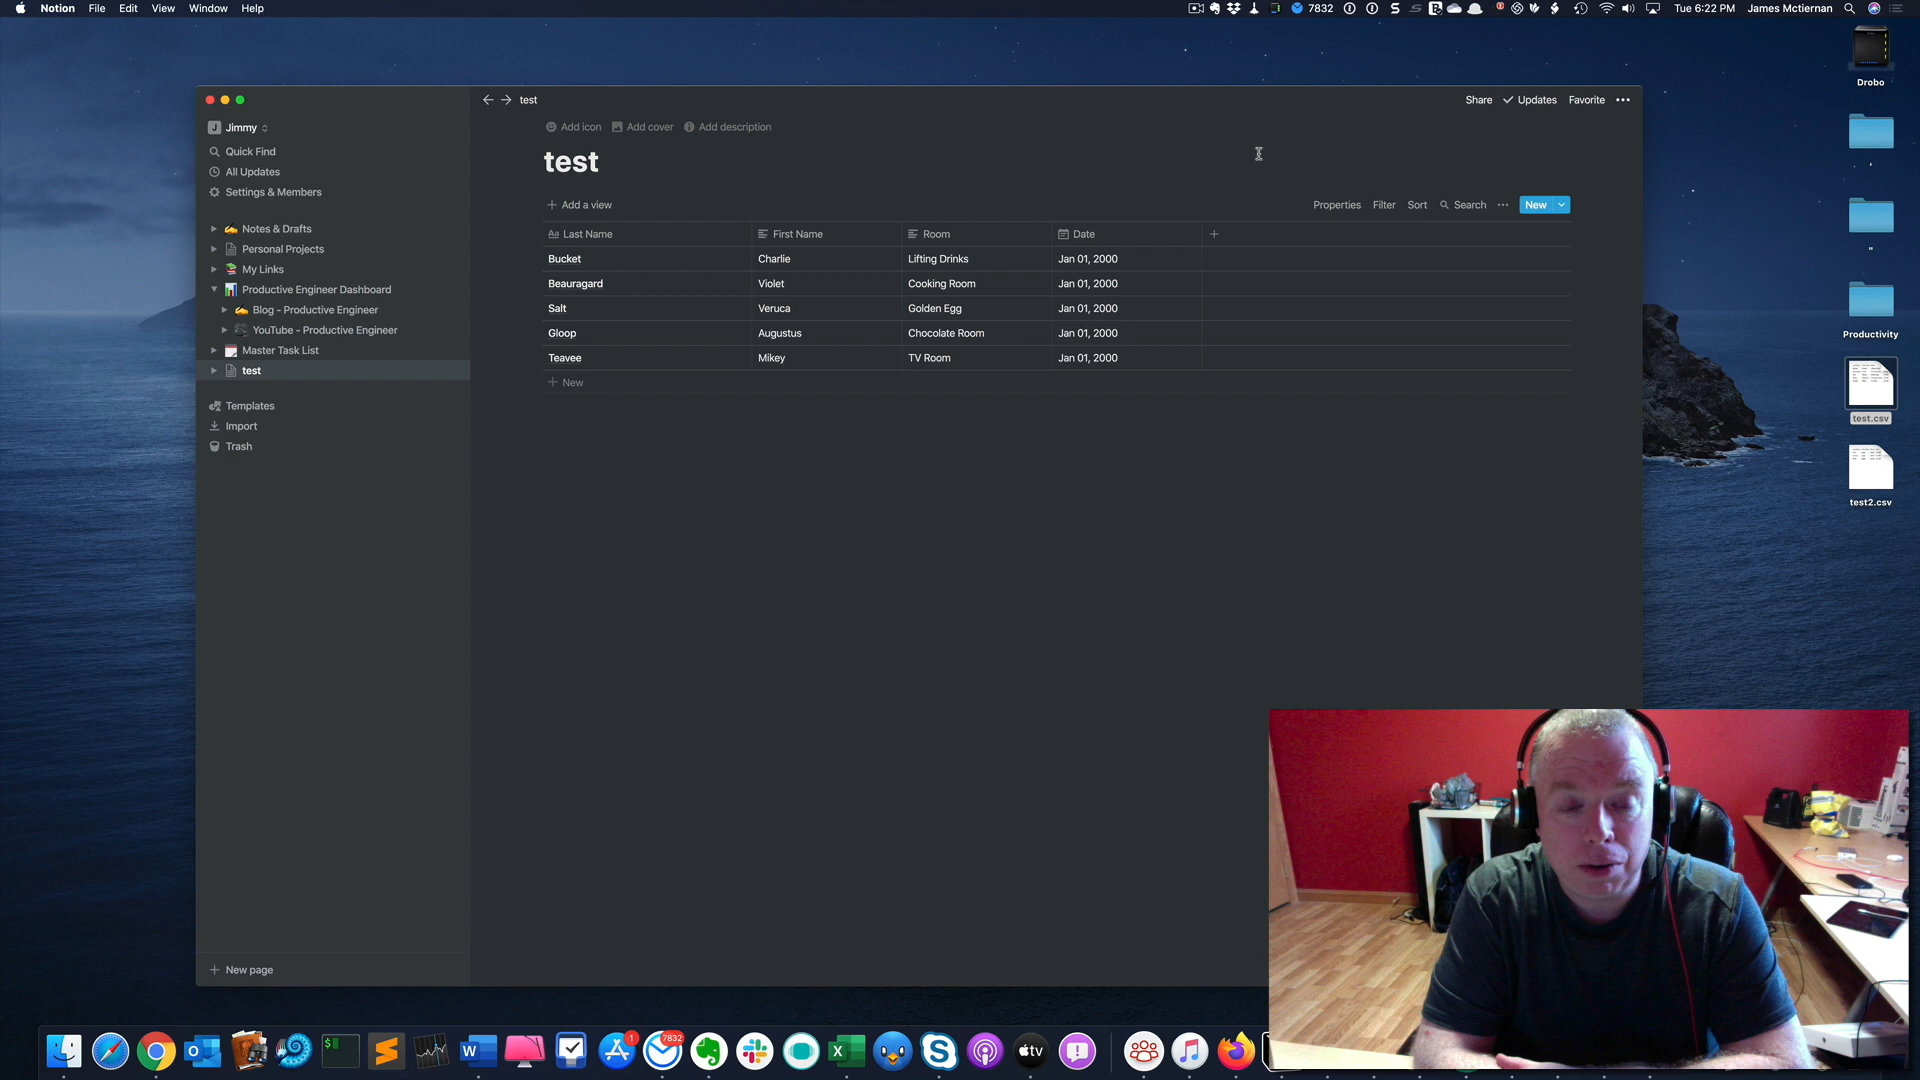 Notion File Edit View Window Help
7832 Tue 6:22 PM James Mctiernan
Drobo
'
"
Productivity
test.csv
test2.csv
J Jimmy
Quick Find
All Updates
Settings & Members
Notes & Drafts
Personal Projects
My Links
Productive Engineer Dashboard
Blog - Productive Engineer
YouTube - Productive Engineer
Master Task List
test
Templates
Import
Trash
New page
test
Share Updates Favorite
Add icon Add cover Add description
test
Add a view
Properties Filter Sort Search New
Aa Last Name First Name Room Date
Bucket Charlie Lifting Drinks Jan 01, 2000
Beauragard Violet Cooking Room Jan 01, 2000
Salt Veruca Golden Egg Jan 01, 2000
Gloop Augustus Chocolate Room Jan 01, 2000
Teavee Mikey TV Room Jan 01, 2000
New
O $ W 1 7832 X S tv